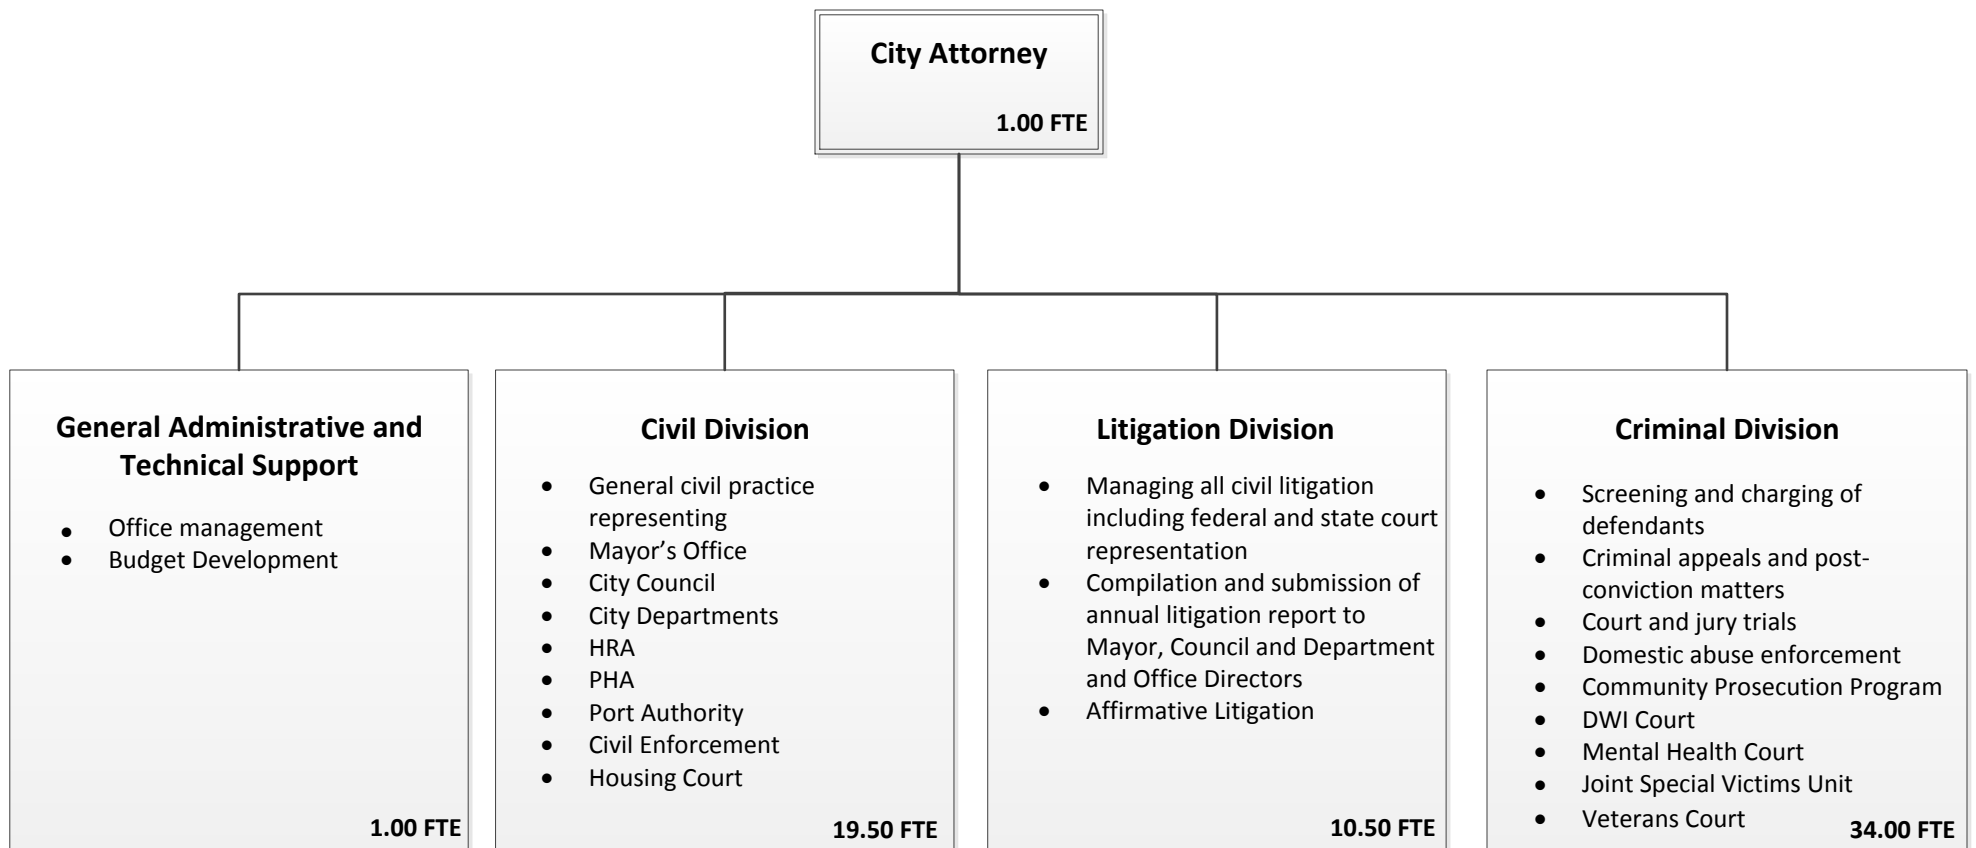 City Attorney
1.00 FTE
General Administrative and
Technical Support
• Office management
• Budget Development
1.00 FTE
Civil Division
• General civil practice
representing
• Mayor’s Office
• City Council
• City Departments
• HRA
• PHA
• Port Authority
• Civil Enforcement
• Housing Court
19.50 FTE
Litigation Division
• Managing all civil litigation
including federal and state court
representation
• Compilation and submission of
annual litigation report to
Mayor, Council and Department
and Office Directors
• Affirmative Litigation
10.50 FTE
Criminal Division
• Screening and charging of
defendants
• Criminal appeals and post-
conviction matters
• Court and jury trials
• Domestic abuse enforcement
• Community Prosecution Program
• DWI Court
• Mental Health Court
• Joint Special Victims Unit
• Veterans Court
34.00 FTE